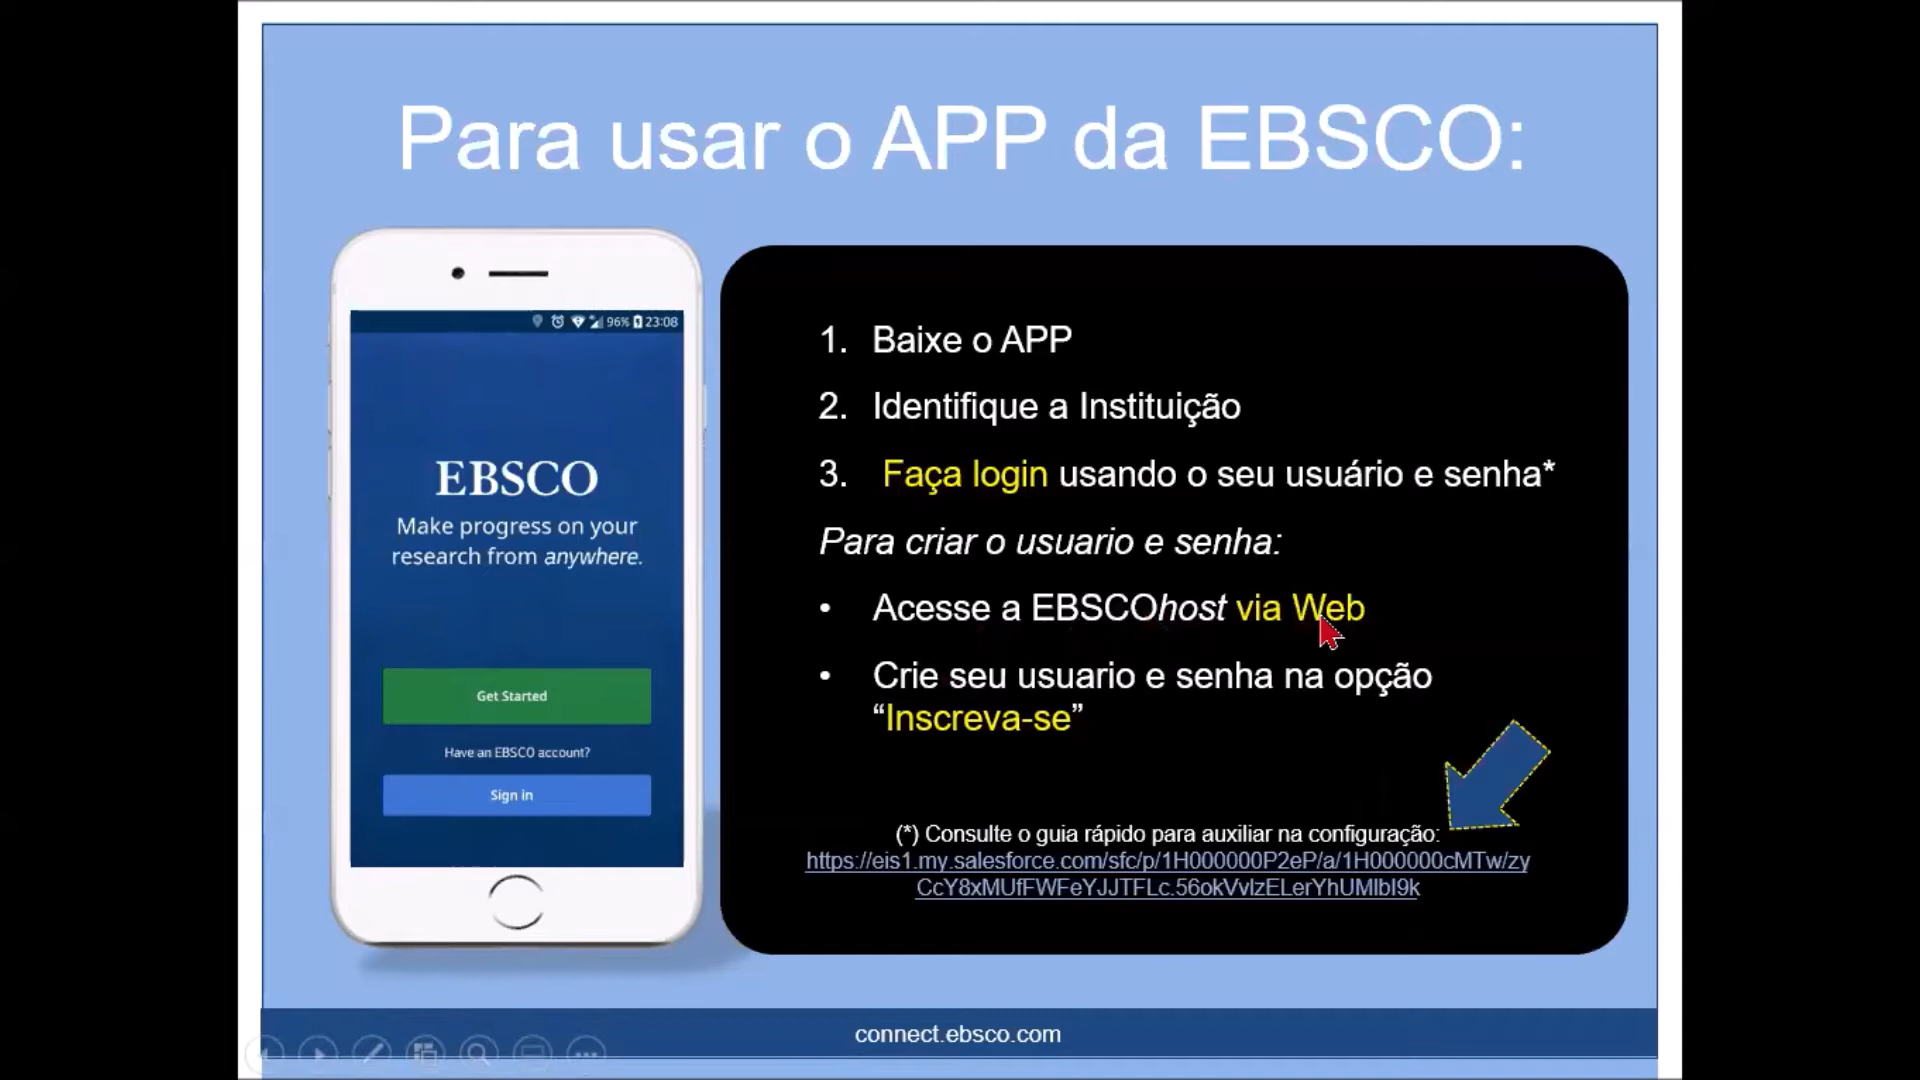 Para usar o APP da EBSCO:
96% 23:08
EBSCO
Make progress on your
research from anywhere.
Get Started
Have an EBSCO account?
Sign in
1. Baixe o APP
2. Identifique a Instituição
3. Faça login usando o seu usuário e senha*
Para criar o usuario e senha:
• Acesse a EBSCOhost via Web
• Crie seu usuario e senha na opção
“Inscreva-se”
(*) Consulte o guia rápido para auxiliar na configuração:
https://eis1.my.salesforce.com/sfc/p/1H000000P2eP/a/1H000000cMTw/zy
CcY8xMUfFWFeYJJTFLc.56okVvIzELerYhUMIbI9k
connect.ebsco.com